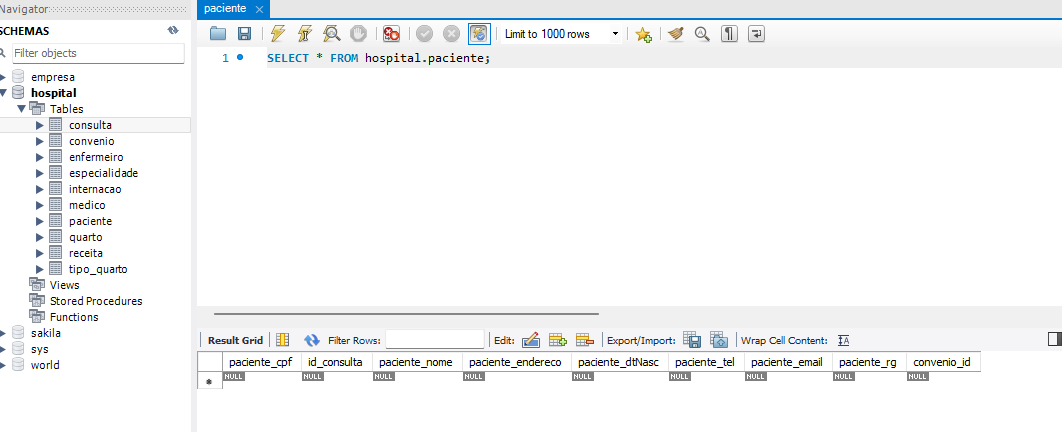 Navigator
SCHEMAS
Filter objects
empresa
hospital
Tables
consulta
convenio
enfermeiro
especialidade
internacao
medico
paciente
quarto
receita
tipo_quarto
Views
Stored Procedures
Functions
sakila
sys
world
paciente
Limit to 1000 rows
1 SELECT * FROM hospital.paciente;
Result Grid Filter Rows: Edit: Export/Import: Wrap Cell Content:
paciente_cpf id_consulta paciente_nome paciente_endereco paciente_dtNasc paciente_tel paciente_email paciente_rg convenio_id
* NULL NULL NULL NULL NULL NULL NULL NULL NULL